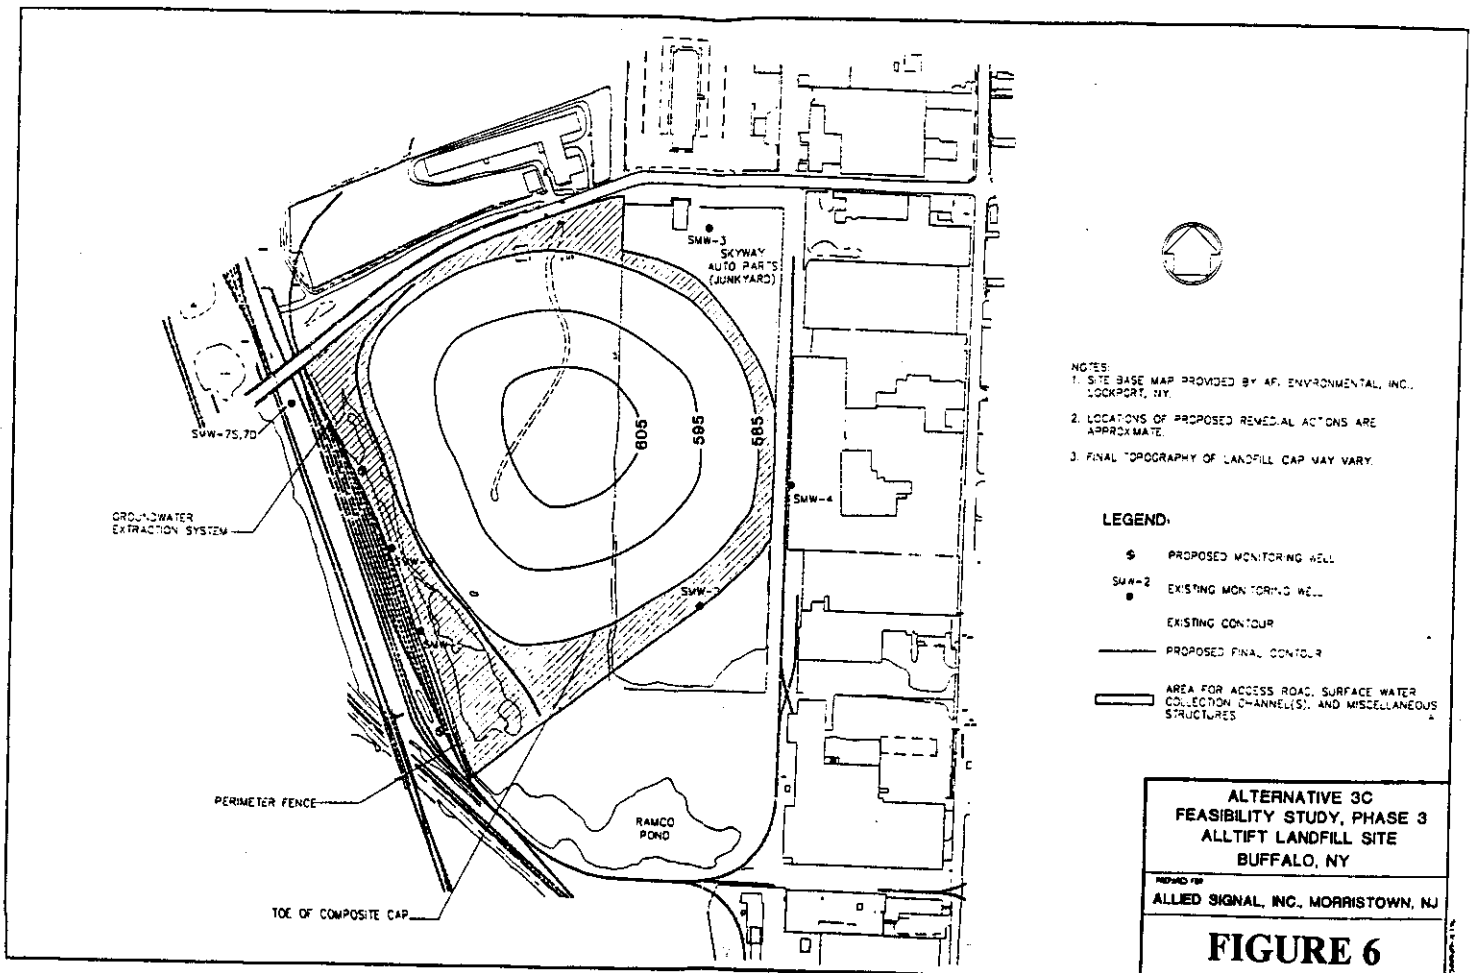 SMW-3
SKYWAY
AUTO PARTS
(JUNKYARD)
SMW-7S,7D
605
595
585
SMW-4
GROUNDWATER
EXTRACTION SYSTEM
PERIMETER FENCE
RAMCO
POND
TOE OF COMPOSITE CAP
NOTES:
1. SITE BASE MAP PROVIDED BY ENVIRONMENTAL, INC.,
LOCKPORT, NY.
2. LOCATIONS OF PROPOSED REMEDIAL ACTIONS ARE
APPROXIMATE.
3. FINAL TOPOGRAPHY OF LANDFILL CAP MAY VARY.
LEGEND:
PROPOSED MONITORING WELL
SMW-2
EXISTING MONITORING WELL
EXISTING CONTOUR
PROPOSED FINAL CONTOUR
AREA FOR ACCESS ROAD, SURFACE WATER
COLLECTION CHANNEL(S), AND MISCELLANEOUS
STRUCTURES
ALTERNATIVE 3C
FEASIBILITY STUDY, PHASE 3
ALLTIFT LANDFILL SITE
BUFFALO, NY
PREPARED FOR
ALLIED SIGNAL, INC., MORRISTOWN, NJ
FIGURE 6